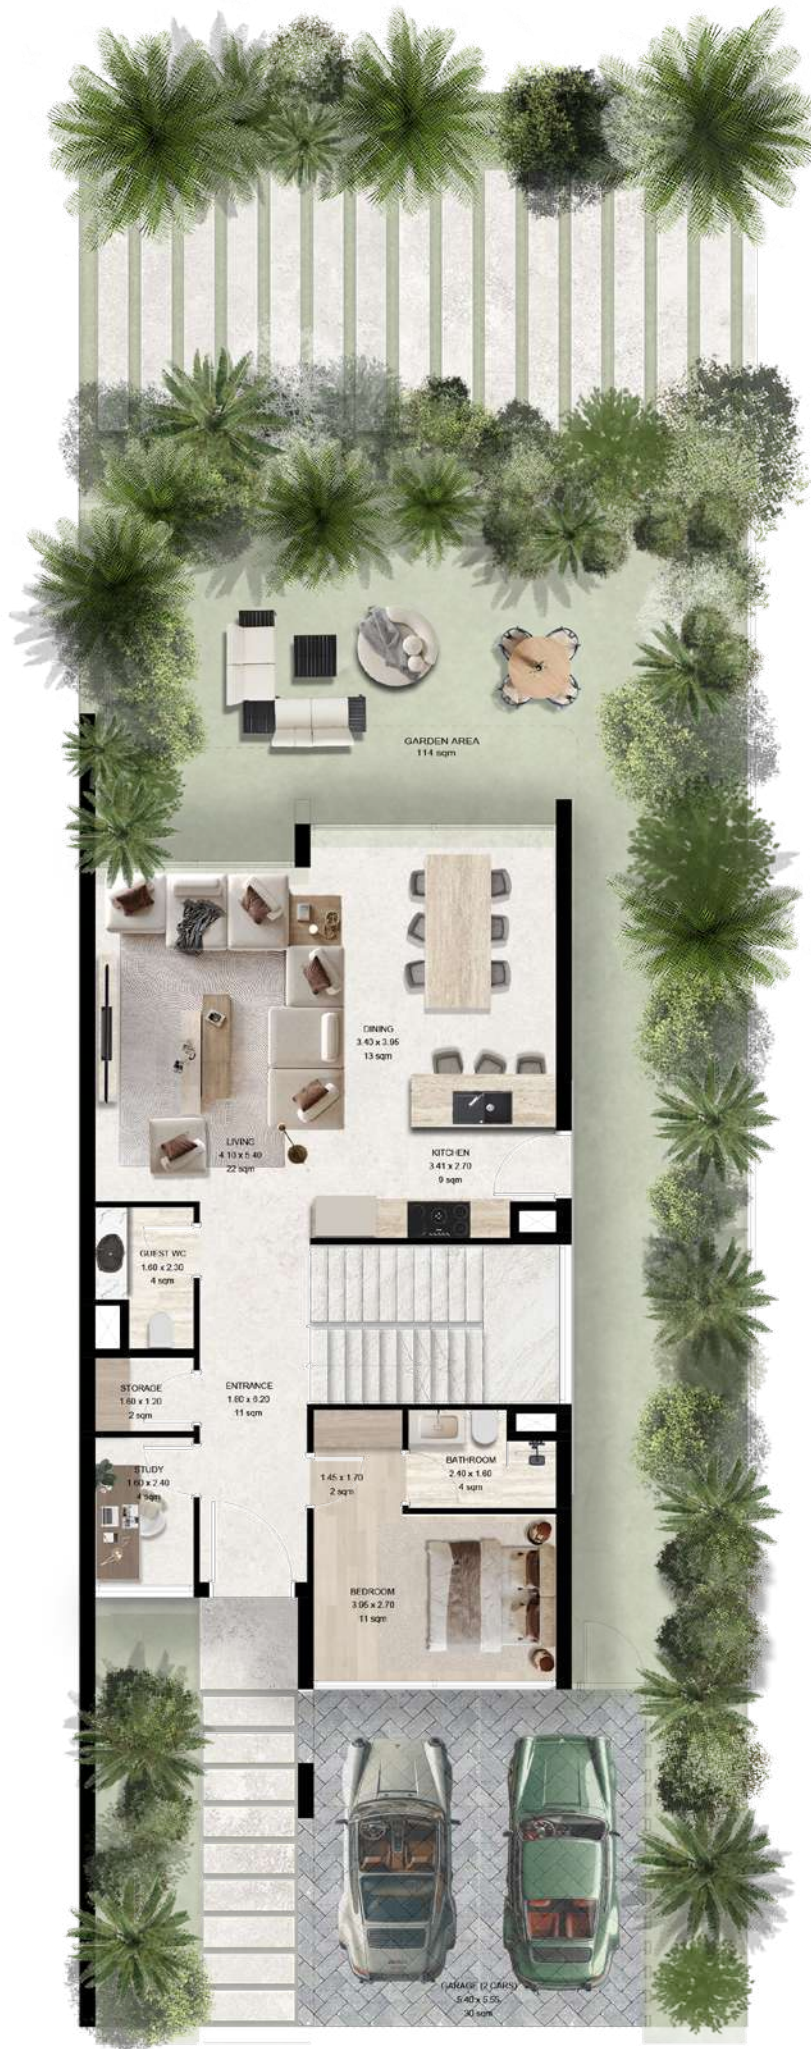 GARDEN AREA
114 sqm
DINING
3.40 x 3.95
13 sqm
LIVING
4.10 x 5.40
22 sqm
KITCHEN
3.41 x 2.70
9 sqm
GUEST WC
1.60 x 2.30
4 sqm
STORAGE
1.60 x 1.20
2 sqm
ENTRANCE
1.80 x 6.20
11 sqm
STUDY
1.60 x 2.40
4 sqm
1.45 x 1.70
2 sqm
BATHROOM
2.40 x 1.60
4 sqm
BEDROOM
3.95 x 2.70
11 sqm
GARAGE (2 CARS)
5.40 x 5.55
30 sqm